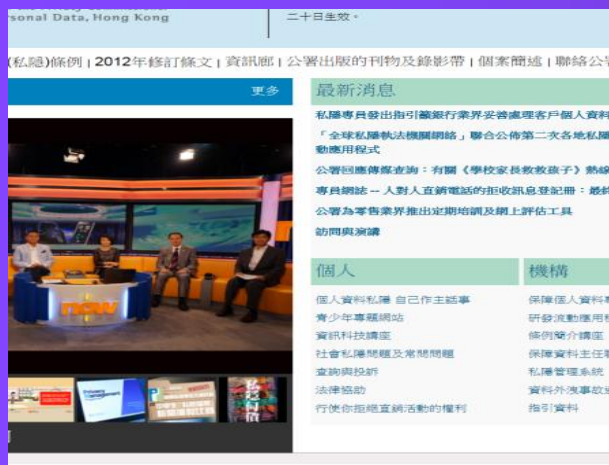 rsonal Data, Hong Kong
二十日生效。
(私隱)條例 | 2012年修訂條文 | 資訊廊 | 公署出版的刊物及錄影帶 | 個案簡述 | 聯絡公署
更多
最新消息
私隱專員發出指引籲銀行業界妥善處理客戶個人資料
「全球私隱執法機關網絡」聯合公佈第二次各地私隱
動應用程式
公署回應傳媒查詢：有關《學校家長教救孩子》熱線
專員網誌 -- 人對人直銷電話的拒收訊息登記冊：最終
公署為零售業界推出定期培訓及網上評估工具
訪問與演講
now
個人
機構
個人資料私隱 自己作主話事
保障個人資料
青少年專題網站
研發流動應用程
資訊科技講座
條例簡介講座
社會私隱問題及常問問題
保障資料主任
查詢與投訴
私隱管理系統
法律協助
資料外洩事故
行使你拒絕直銷活動的權利
指引資料
Privacy
Management